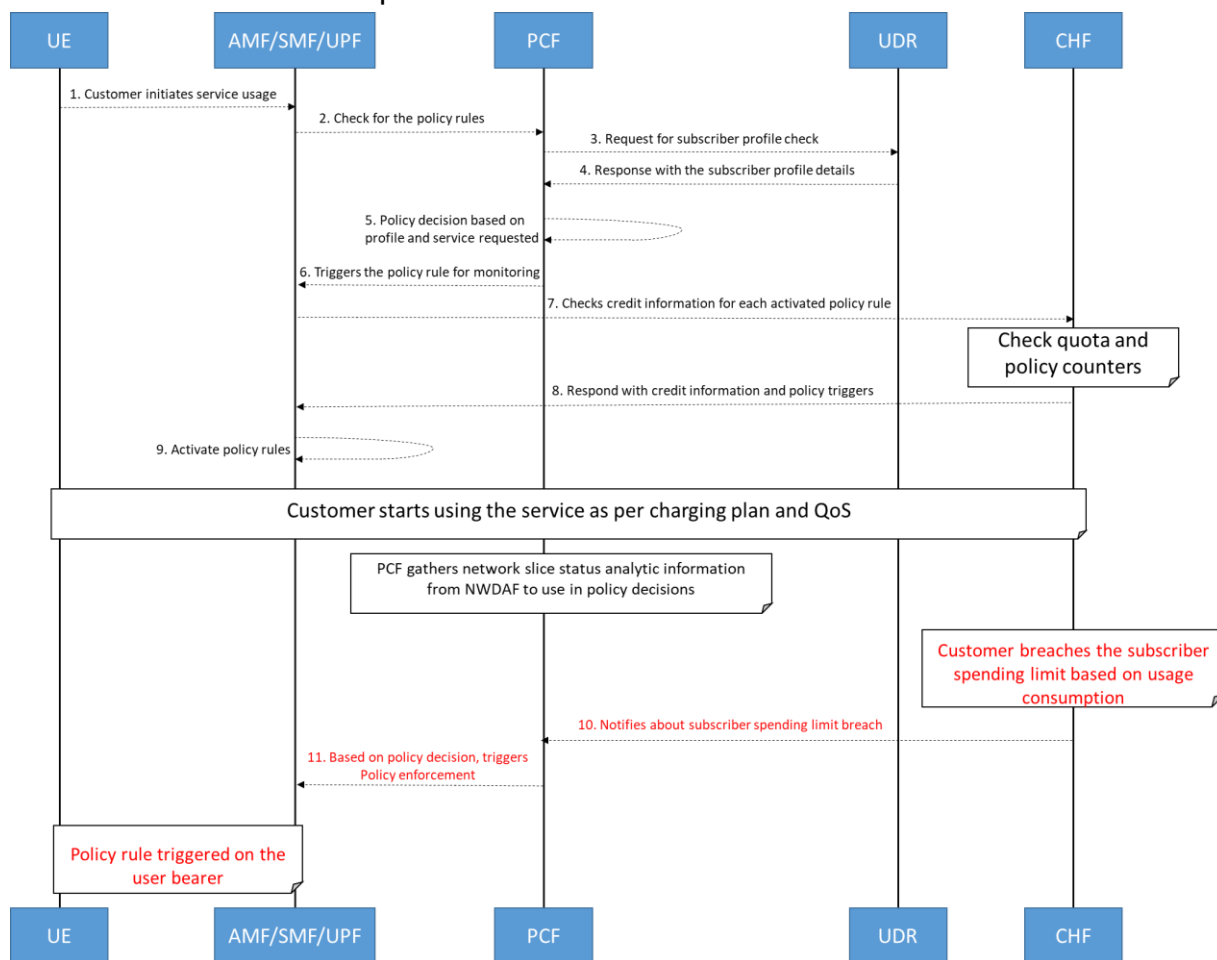 UE
AMF/SMF/UPF
PCF
UDR
CHF
1. Customer initiates service usage
2. Check for the policy rules
3. Request for subscriber profile check
4. Response with the subscriber profile details
5. Policy decision based on
profile and service requested
6. Triggers the policy rule for monitoring
7. Checks credit information for each activated policy rule
Check quota and
policy counters
8. Respond with credit information and policy triggers
9. Activate policy rules
Customer starts using the service as per charging plan and QoS
PCF gathers network slice status analytic information
from NWDAF to use in policy decisions
Customer breaches the subscriber
spending limit based on usage
consumption
10. Notifies about subscriber spending limit breach
11. Based on policy decision, triggers
Policy enforcement
Policy rule triggered on the
user bearer
UE
AMF/SMF/UPF
PCF
UDR
CHF